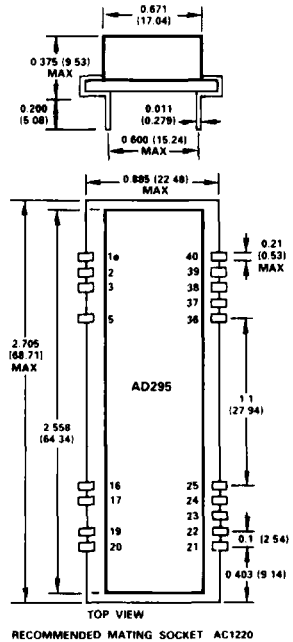 0.671
(17.04)
0.375 (9.53)
MAX
0.200
(5.08)
0.011
(0.279)
0.600 (15.24)
MAX
0.885 (22 48)
MAX
1 40
2 39
3 38
37
5 36
0.21
(0.53)
MAX
2.705
(68.71)
MAX
2.558
(64 34)
AD295
1 1
(27.94)
16 25
17 24
23
19 22
20 21
0.1 (2 54)
0.403 (9 14)
TOP VIEW
RECOMMENDED MATING SOCKET AC1220